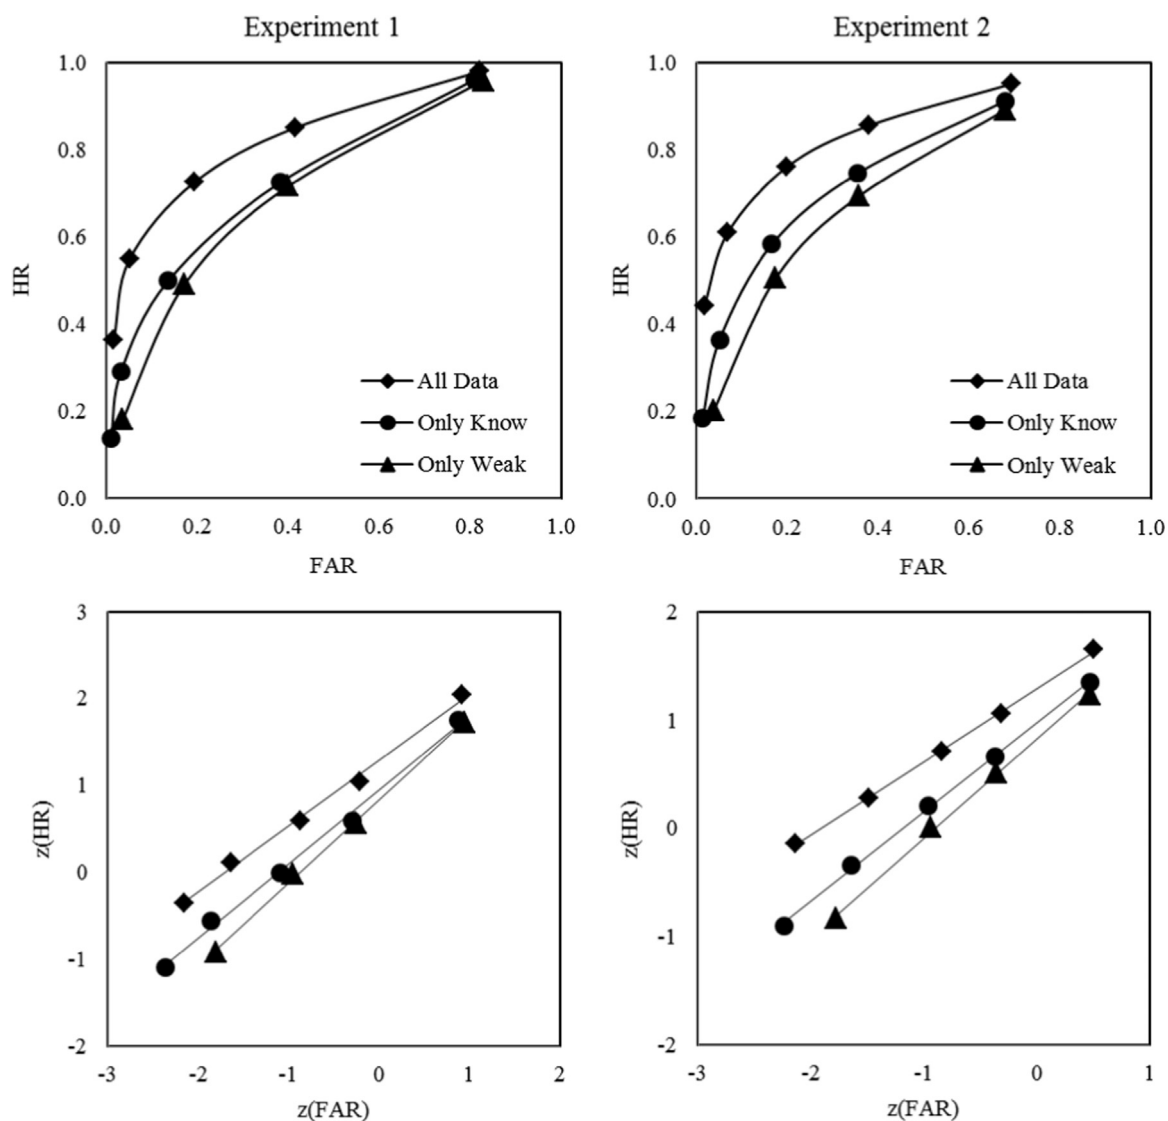 Experiment 1
1.0
0.8
0.6
0.4
0.2
0.0
HR
All Data
Only Know
Only Weak
0.0 0.2 0.4 0.6 0.8 1.0
FAR
Experiment 2
1.0
0.8
0.6
0.4
0.2
0.0
HR
All Data
Only Know
Only Weak
0.0 0.2 0.4 0.6 0.8 1.0
FAR
3
2
1
0
-1
-2
z(HR)
-3 -2 -1 0 1 2
z(FAR)
2
1
0
-1
-2
z(HR)
-3 -2 -1 0 1
z(FAR)